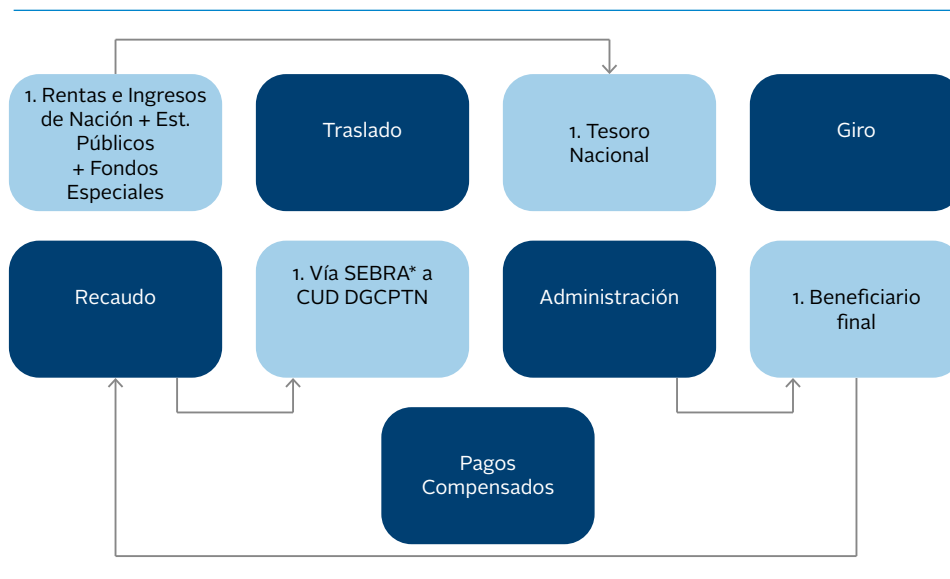 1. Rentas e Ingresos
de Nación + Est.
Públicos
+ Fondos
Especiales
Traslado
1. Tesoro
Nacional
Giro
Recaudo
1. Vía SEBRA* a
CUD DGCPTN
Administración
1. Beneficiario
final
Pagos
Compensados